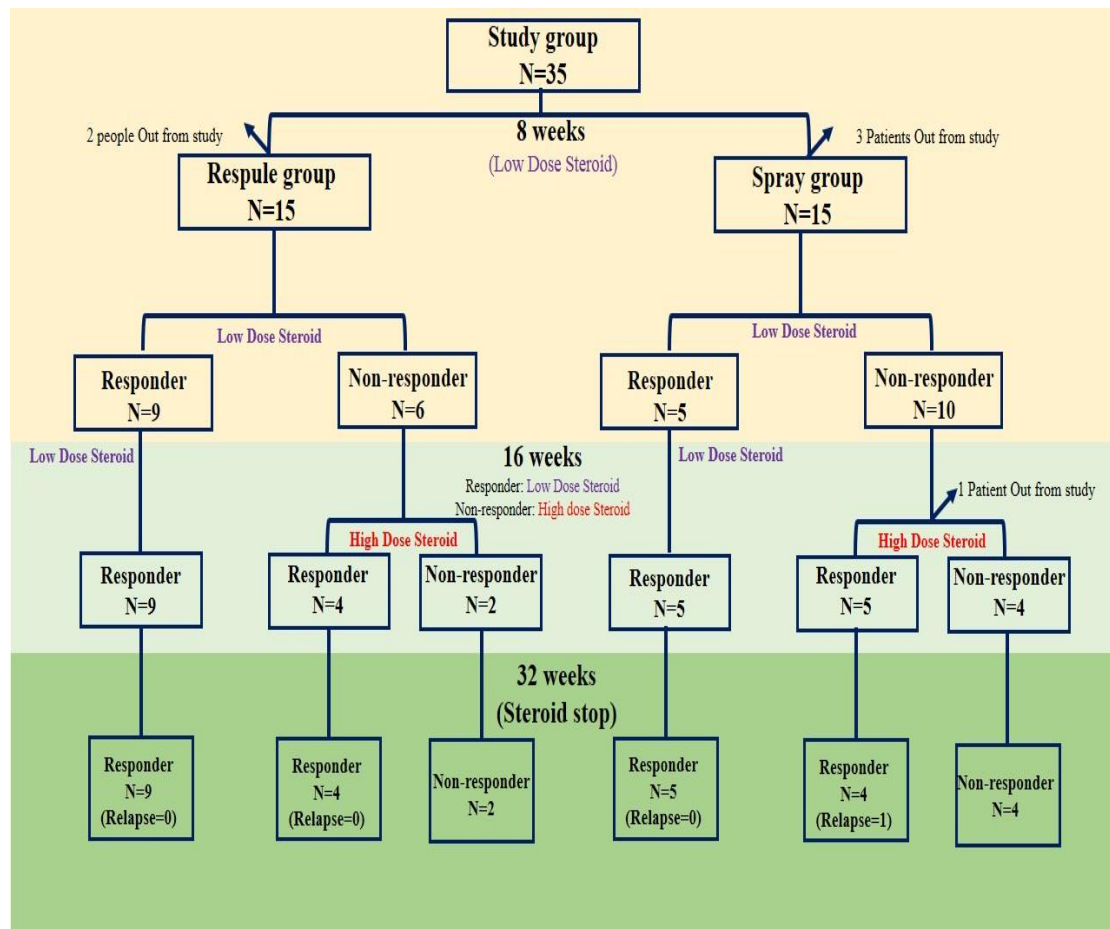 Study group
N=35
2 people Out from study
8 weeks
(Low Dose Steroid)
3 Patients Out from study
Respule group
N=15
Spray group
N=15
Low Dose Steroid
Low Dose Steroid
Responder
N=9
Non-responder
N=6
Responder
N=5
Non-responder
N=10
Low Dose Steroid
16 weeks
Responder: Low Dose Steroid
Non-responder: High dose Steroid
Low Dose Steroid
1 Patient Out from study
High Dose Steroid
High Dose Steroid
Responder
N=9
Responder
N=4
Non-responder
N=2
Responder
N=5
Responder
N=5
Non-responder
N=4
32 weeks
(Steroid stop)
Responder
N=9
(Relapse=0)
Responder
N=4
(Relapse=0)
Non-responder
N=2
Responder
N=5
(Relapse=0)
Responder
N=4
(Relapse=1)
Non-responder
N=4